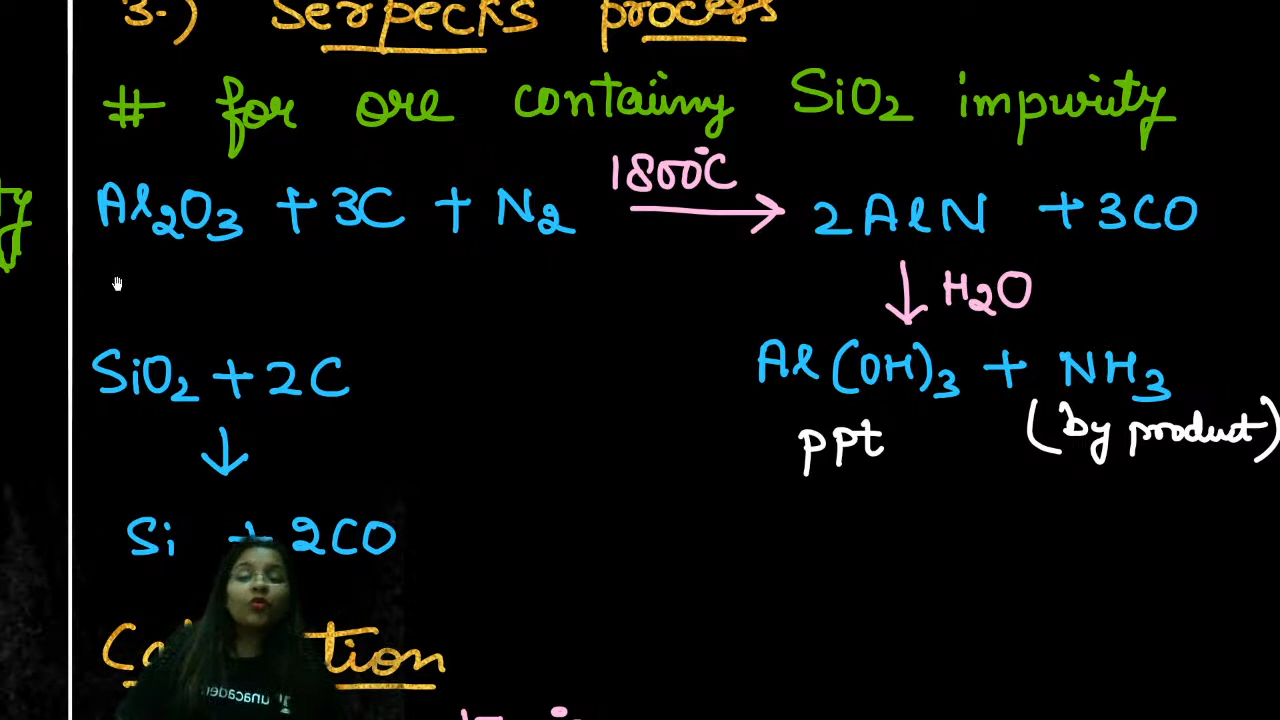 3.) Serpecks process
# for ore containing SiO2 impurity
1800°C
Al2O3 + 3C + N2 → 2AlN + 3CO
↓ H2O
SiO2 + 2C
Al(OH)3 + NH3
ppt (by product)
↓
Si + 2CO
unacade